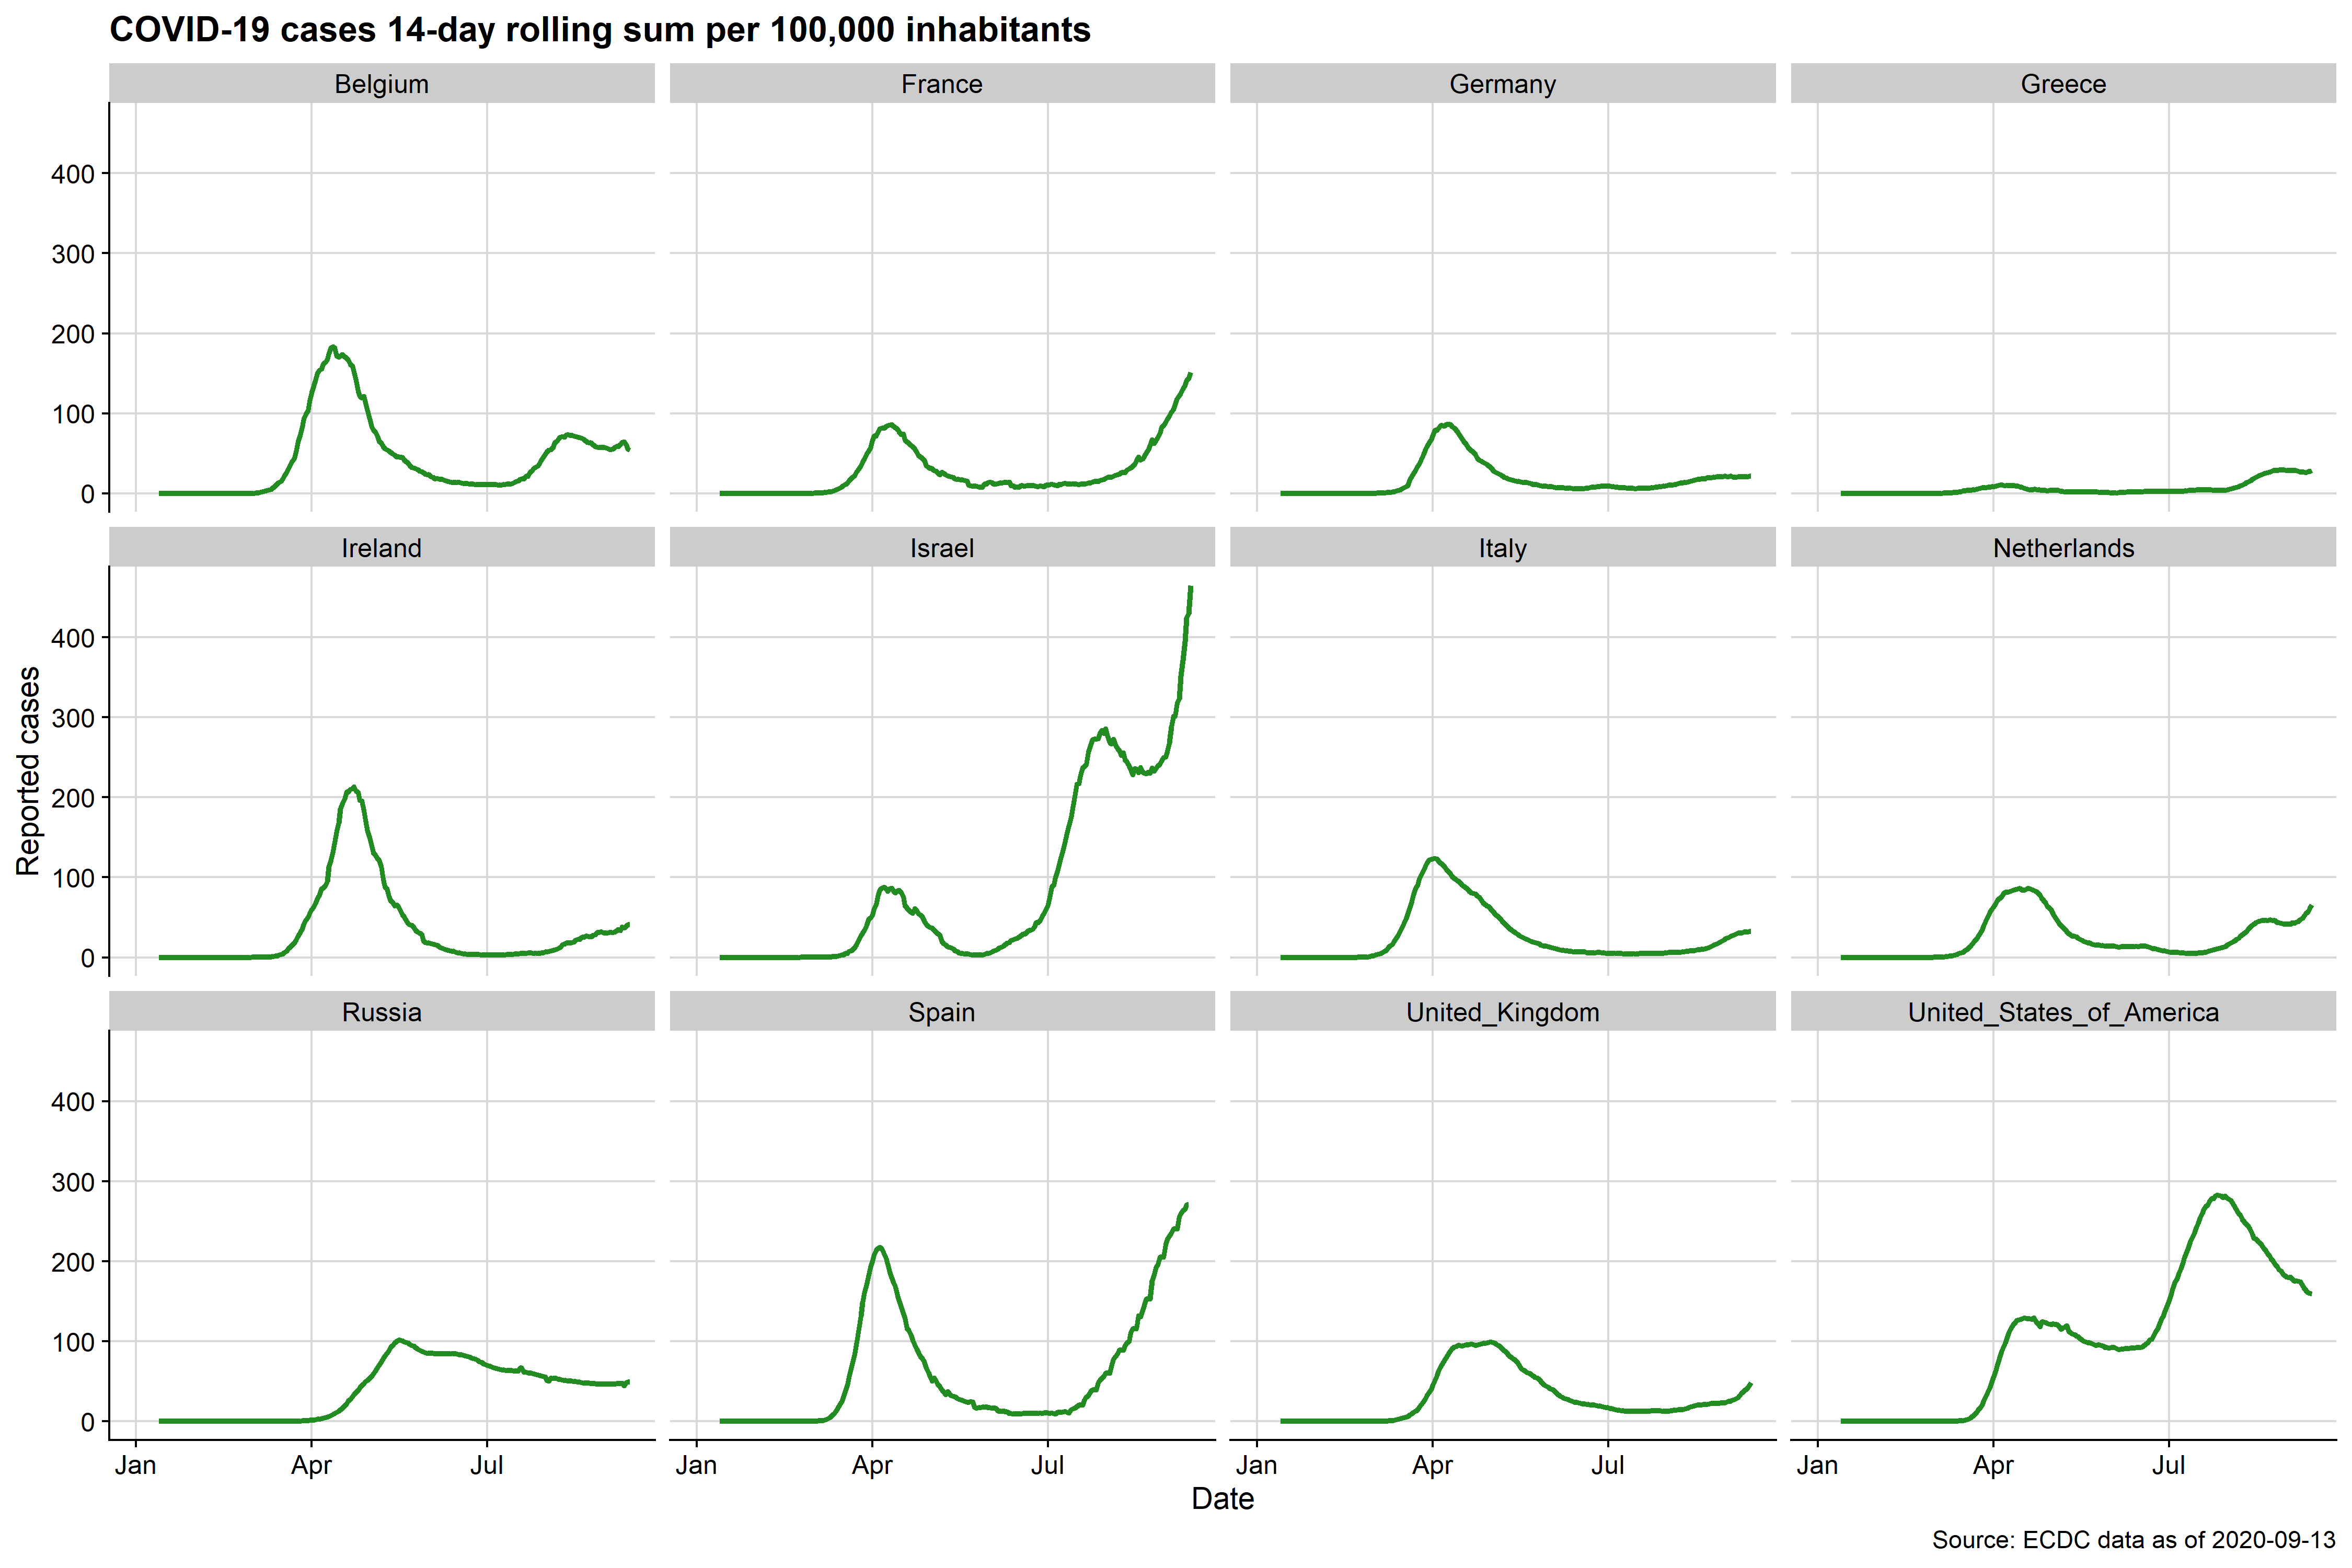 COVID-19 cases 14-day rolling sum per 100,000 inhabitants
Belgium France Germany Greece
400
300
200
100
0
Ireland Israel Italy Netherlands
400
300
200
100
0
Reported cases
Russia Spain United_Kingdom United_States_of_America
400
300
200
100
0
Jan Apr Jul Jan Apr Jul Jan Apr Jul Jan Apr Jul
Date
Source: ECDC data as of 2020-09-13